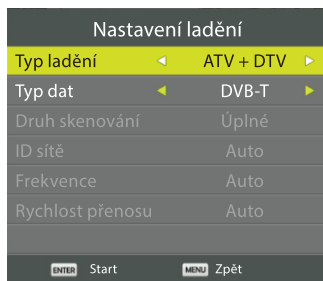 Nastavení ladění
Typ ladění ATV + DTV
Typ dat DVB-T
Druh skenování Úplné
ID sítě Auto
Frekvence Auto
Rychlost přenosu Auto
ENTER Start MENU Zpět